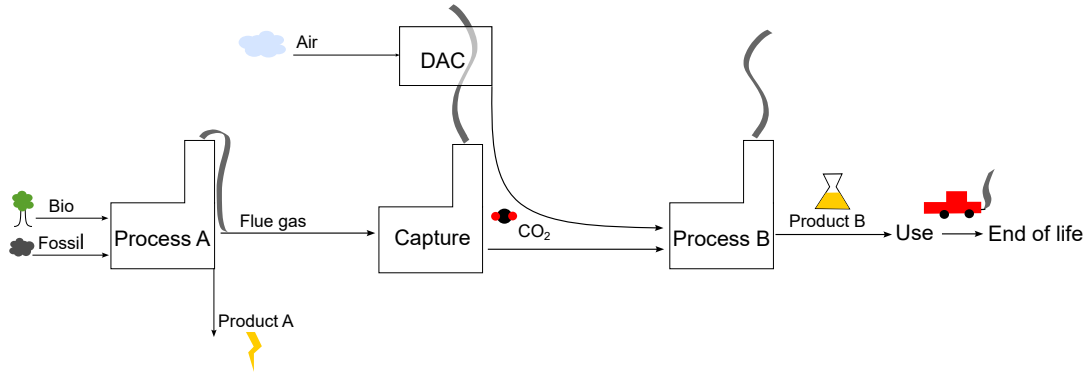 Air
DAC
Bio
Fossil
Process A
Flue gas
Capture
CO₂
Process B
Product B
Use
End of life
Product A